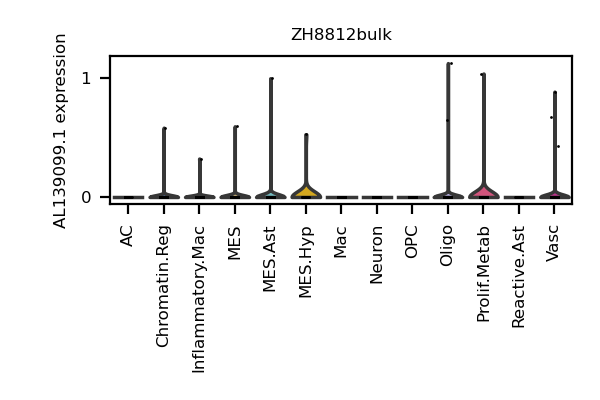 ZH8812bulk
AL139099.1 expression
1
0
AC
Chromatin.Reg
Inflammatory.Mac
MES
MES.Ast
MES.Hyp
Mac
Neuron
OPC
Oligo
Prolif.Metab
Reactive.Ast
Vasc